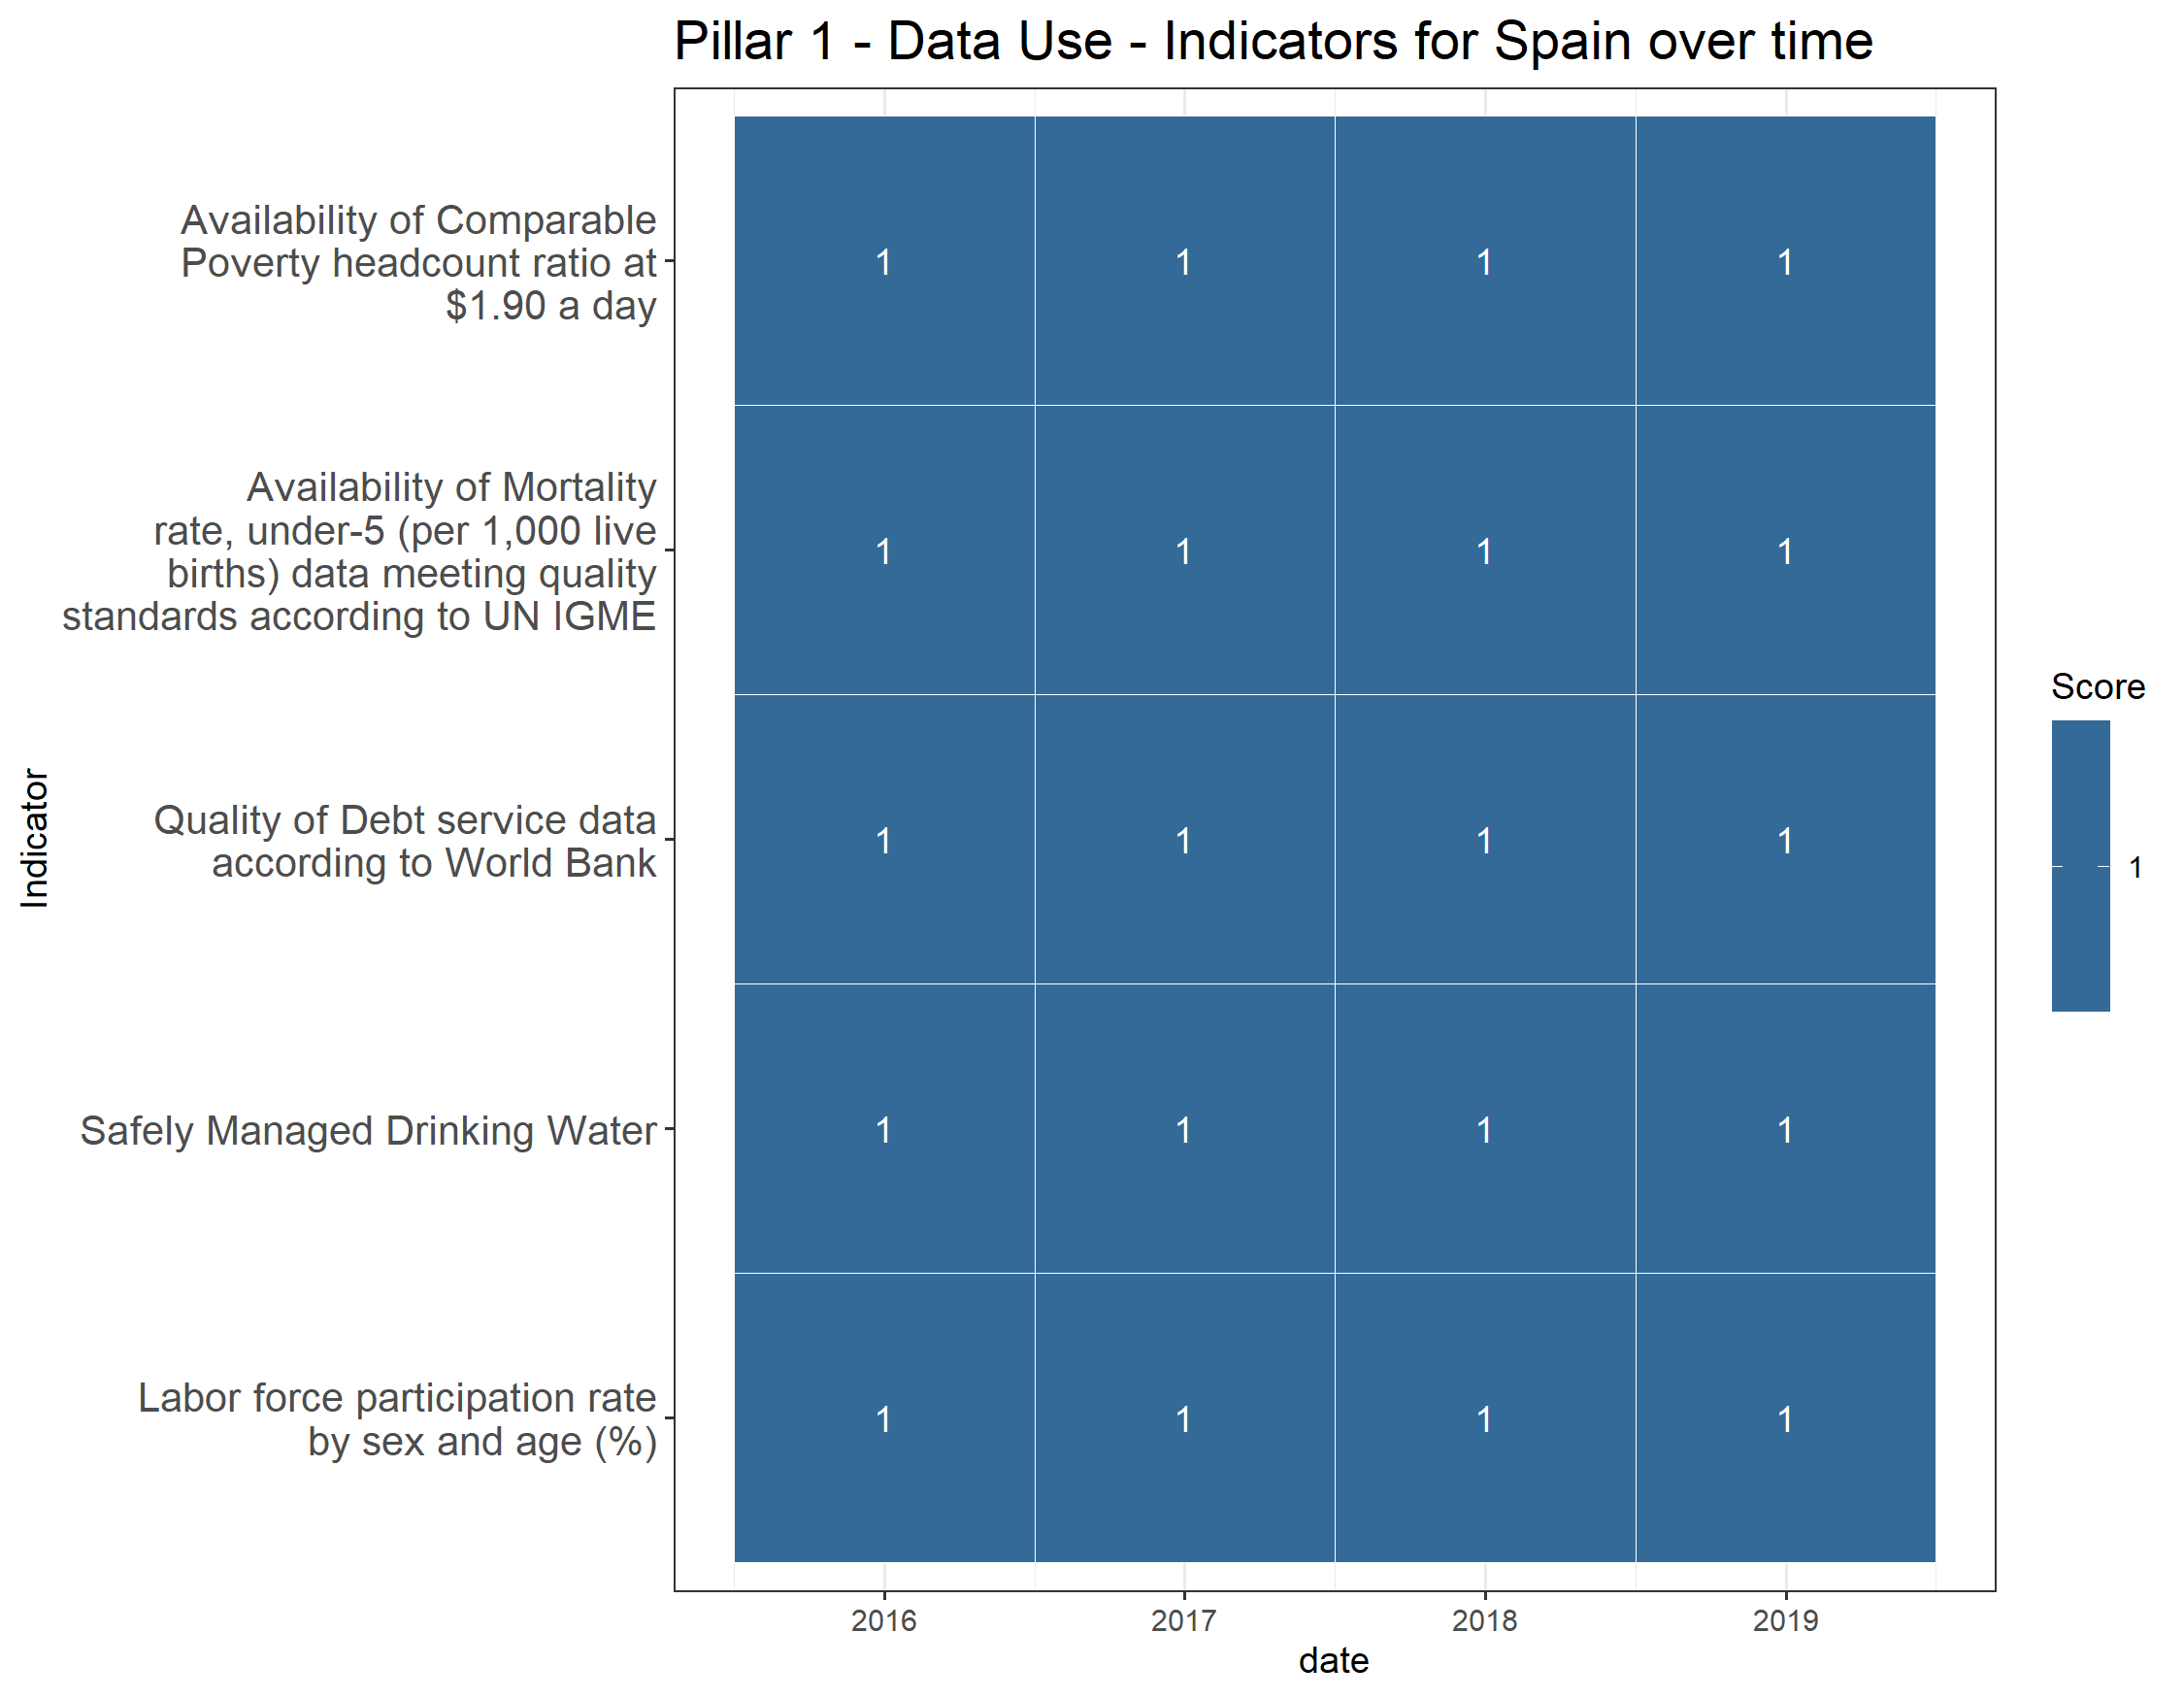 Pillar 1 - Data Use - Indicators for Spain over time
Indicator
Availability of Comparable
Poverty headcount ratio at
$1.90 a day
1 1 1 1
Availability of Mortality
rate, under-5 (per 1,000 live
births) data meeting quality
standards according to UN IGME
1 1 1 1
Quality of Debt service data
according to World Bank
1 1 1 1
Safely Managed Drinking Water
1 1 1 1
Labor force participation rate
by sex and age (%)
1 1 1 1
2016 2017 2018 2019
date
Score
1